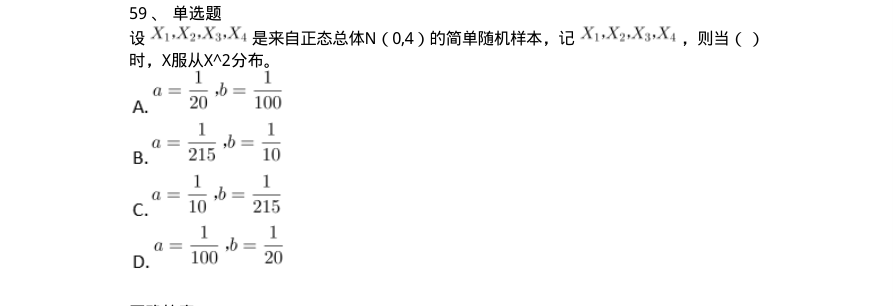 59 、 单选题
设 X₁,X₂,X₃,X₄ 是来自正态总体N（0,4）的简单随机样本，记 X₁,X₂,X₃,X₄ ，则当（ ）
时，X服从X^2分布。
A. a = 1/20 ,b = 1/100
B. a = 1/215 ,b = 1/10
C. a = 1/10 ,b = 1/215
D. a = 1/100 ,b = 1/20